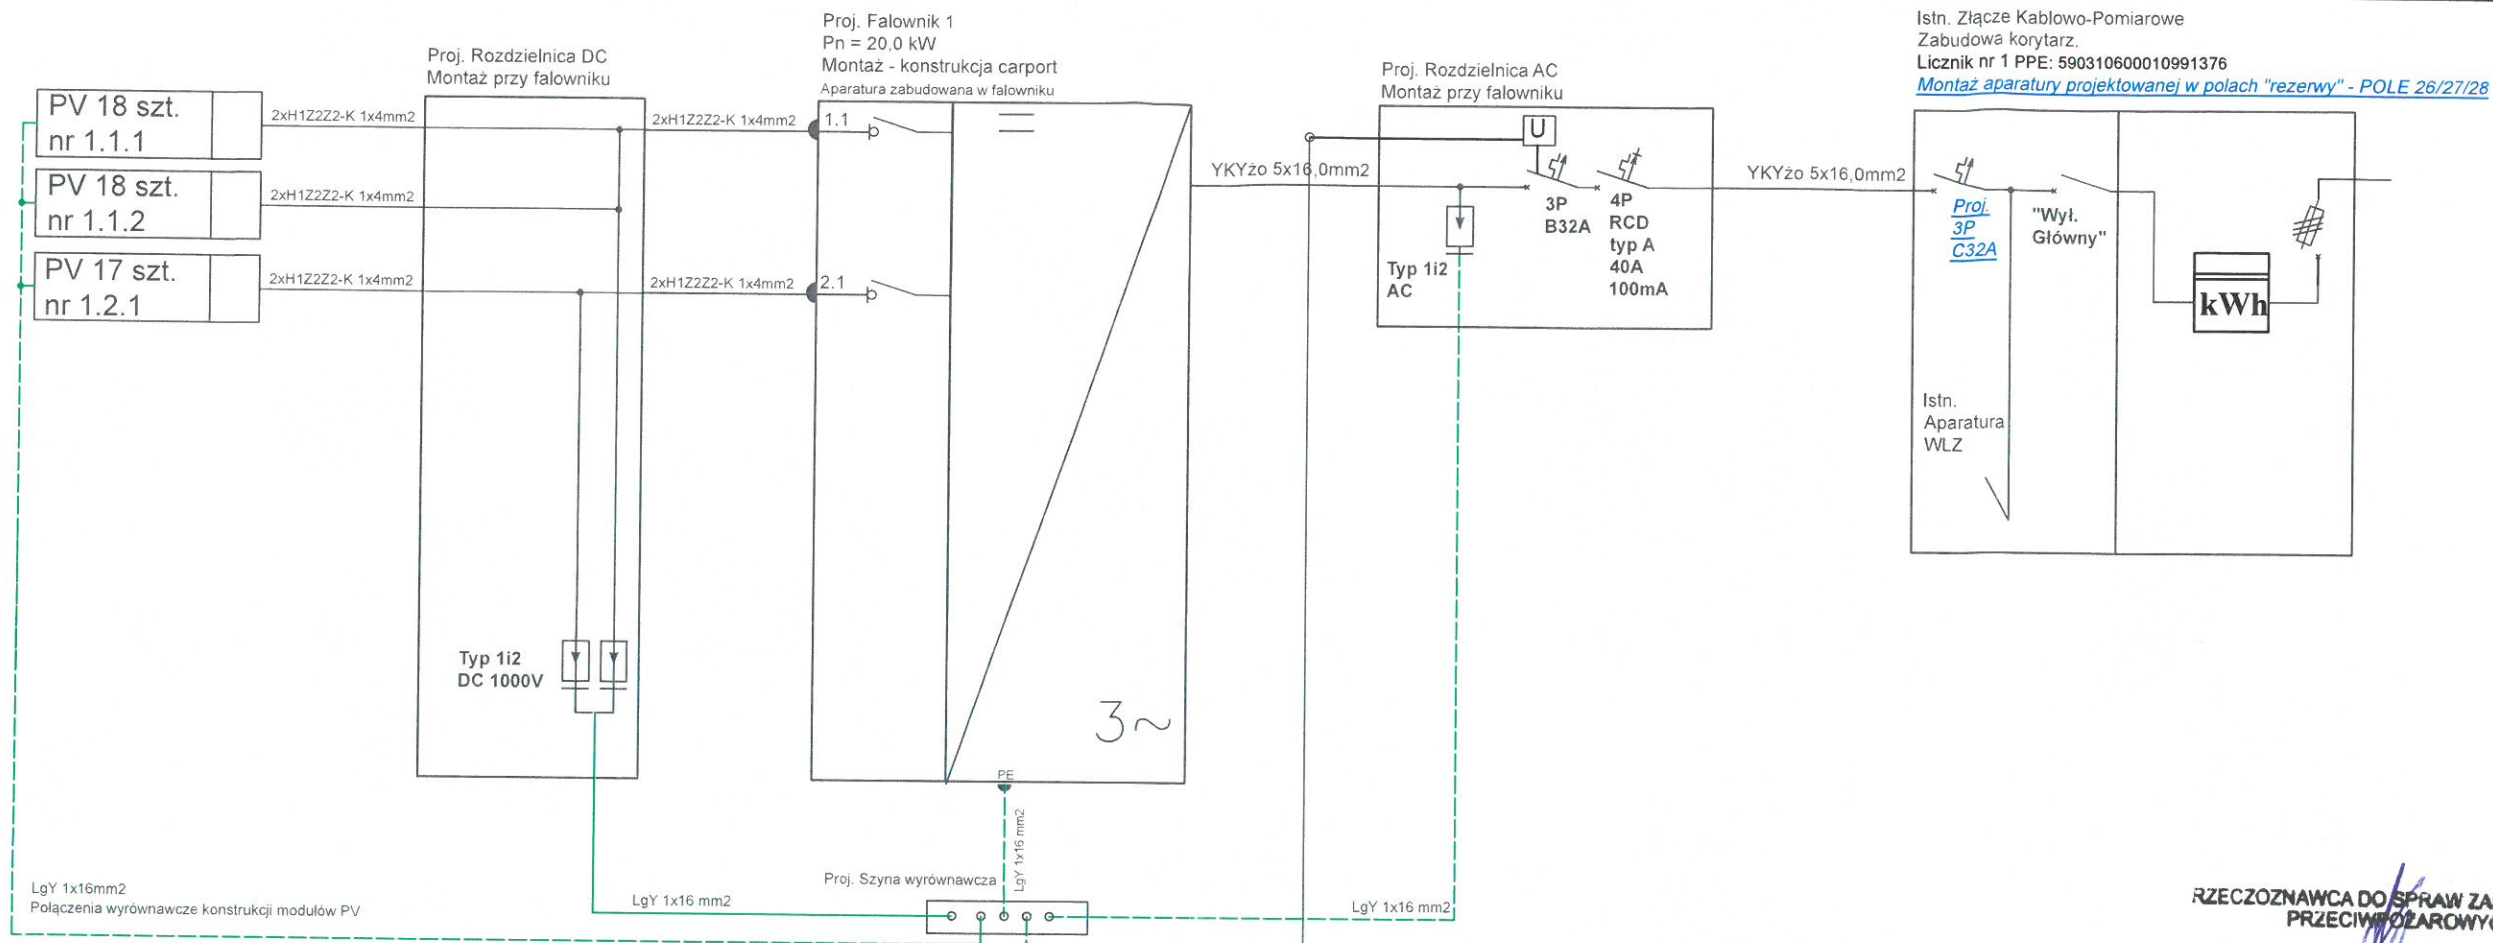 Proj. Falownik 1
Pn = 20,0 kW
Montaż - konstrukcja carport
Aparatura zabudowana w falowniku
Istn. Złącze Kablowo-Pomiarowe
Zabudowa korytarz.
Licznik nr 1 PPE: 590310600010991376
Montaż aparatury projektowanej w polach "rezerwy" - POLE 26/27/28
Proj. Rozdzielnica DC
Montaż przy falowniku
Proj. Rozdzielnica AC
Montaż przy falowniku
PV 18 szt.
nr 1.1.1
2xH1Z2Z2-K 1x4mm2
2xH1Z2Z2-K 1x4mm2
1.1
PV 18 szt.
nr 1.1.2
2xH1Z2Z2-K 1x4mm2
PV 17 szt.
nr 1.2.1
2xH1Z2Z2-K 1x4mm2
2xH1Z2Z2-K 1x4mm2
2.1
YKYżo 5x16,0mm2
U
3P
B32A
4P
RCD
typ A
40A
100mA
Typ 1i2
AC
YKYżo 5x16,0mm2
Proj.
3P
C32A
"Wył.
Główny"
kWh
Istn.
Aparatura
WLZ
Typ 1i2
DC 1000V
3~
PE
LgY 1x16 mm2
Proj. Szyna wyrównawcza
LgY 1x16mm2
Połączenia wyrównawcze konstrukcji modułów PV
LgY 1x16 mm2
LgY 1x16 mm2
RZECZOZNAWCA DO SPRAW ZA
PRZECIWPOŻAROWYC